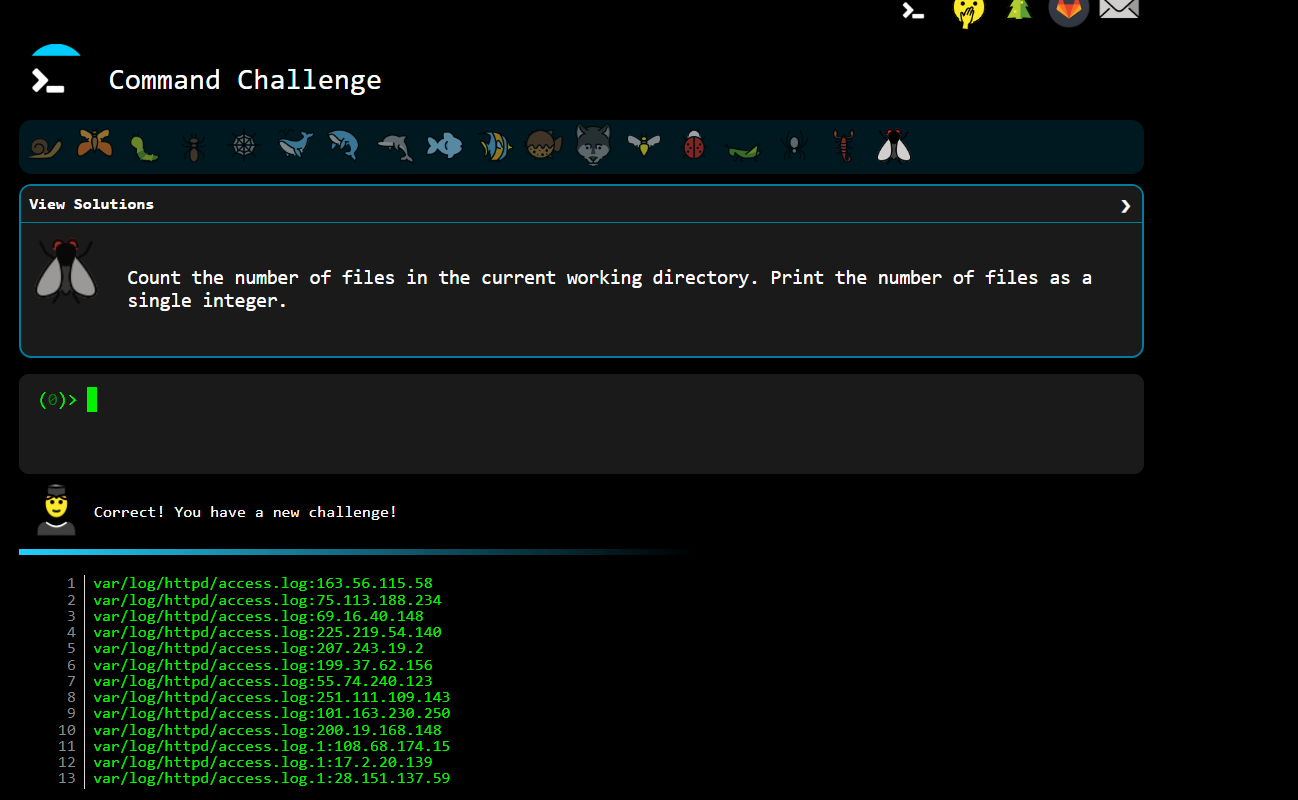 Command Challenge
View Solutions
Count the number of files in the current working directory. Print the number of files as a
single integer.
(0)>
Correct! You have a new challenge!
1 var/log/httpd/access.log:163.56.115.58
2 var/log/httpd/access.log:75.113.188.234
3 var/log/httpd/access.log:69.16.40.148
4 var/log/httpd/access.log:225.219.54.140
5 var/log/httpd/access.log:207.243.19.2
6 var/log/httpd/access.log:199.37.62.156
7 var/log/httpd/access.log:55.74.240.123
8 var/log/httpd/access.log:251.111.109.143
9 var/log/httpd/access.log:101.163.230.250
10 var/log/httpd/access.log:200.19.168.148
11 var/log/httpd/access.log.1:108.68.174.15
12 var/log/httpd/access.log.1:17.2.20.139
13 var/log/httpd/access.log.1:28.151.137.59